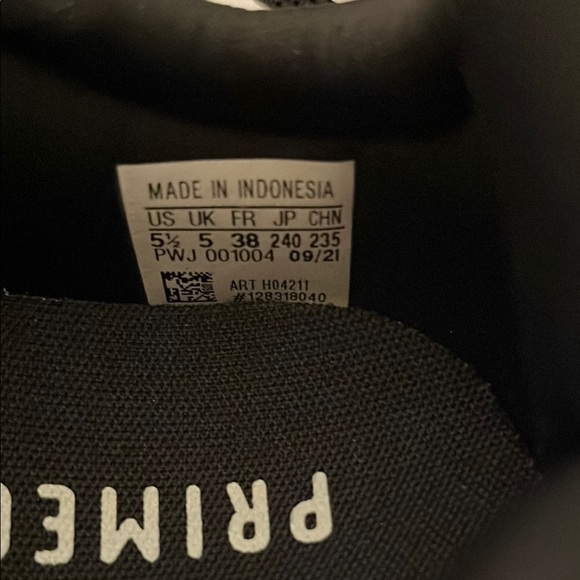 MADE IN INDONESIA
US UK FR JP CHN
5½ 5 38 240 235
PWJ 001004 09/21
ART H04211
#128318040
PRIME